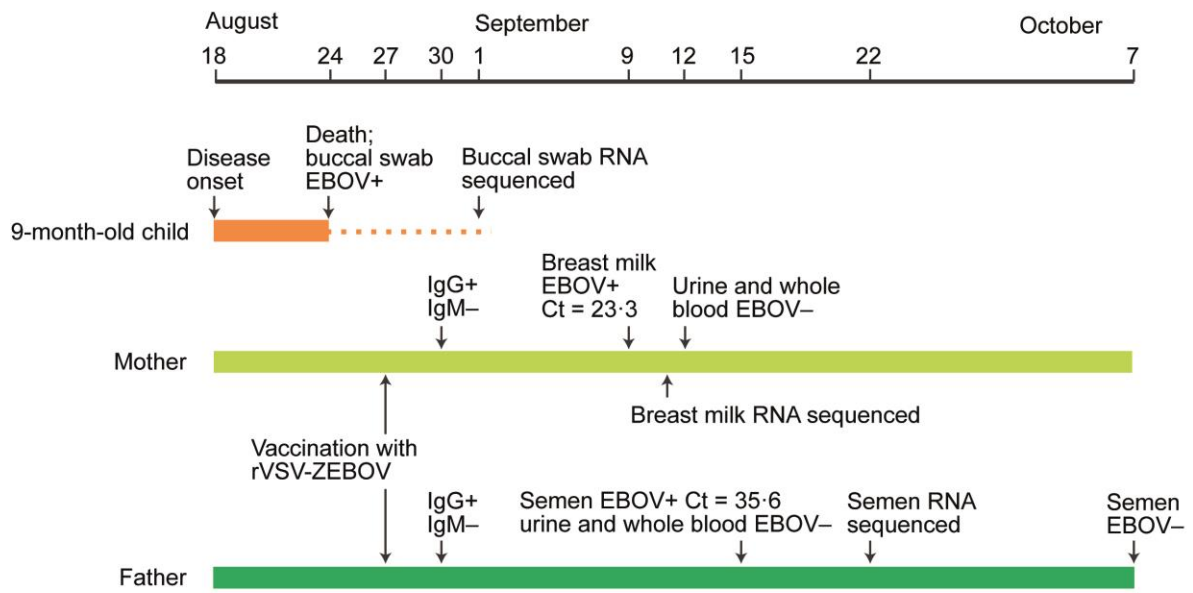 August September October
18 24 27 30 1 9 12 15 22 7
Disease
onset
Death;
buccal swab
EBOV+
Buccal swab RNA
sequenced
9-month-old child
IgG+
IgM–
Breast milk
EBOV+
Ct = 23·3
Urine and whole
blood EBOV–
Mother
Breast milk RNA sequenced
Vaccination with
rVSV-ZEBOV
IgG+
IgM–
Semen EBOV+ Ct = 35·6
urine and whole blood EBOV–
Semen RNA
sequenced
Semen
EBOV–
Father